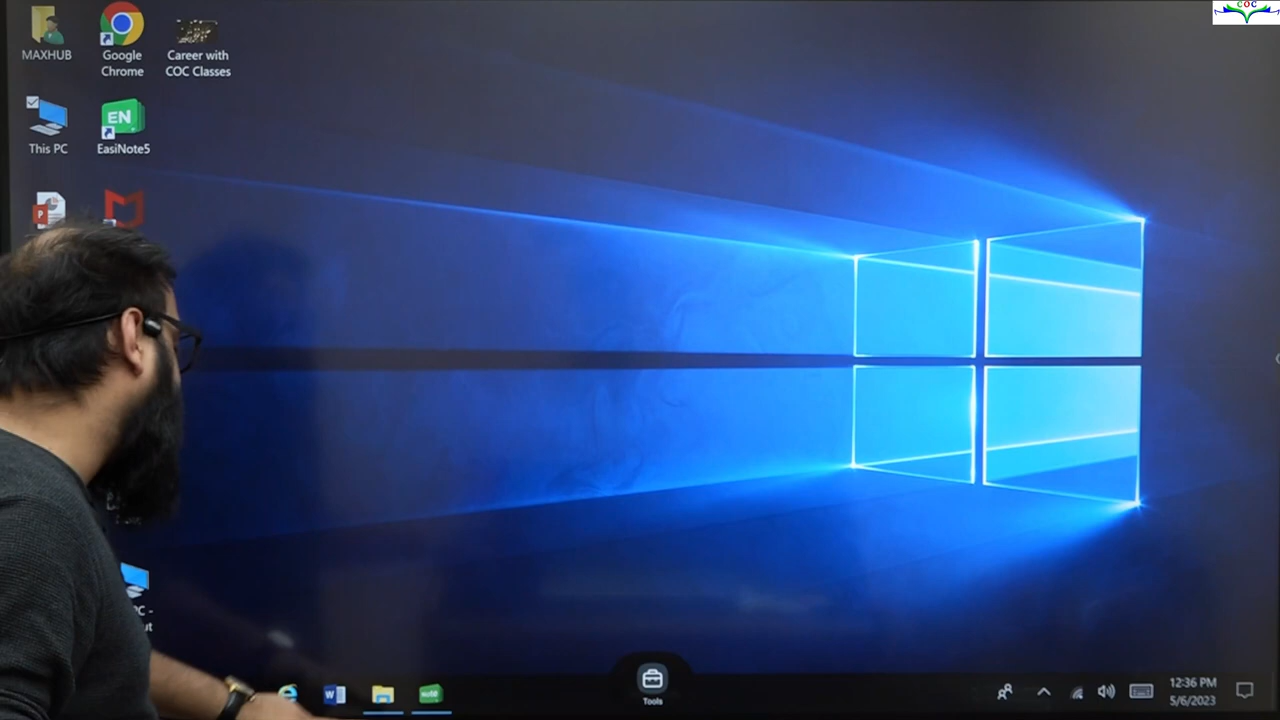 COC
MAXHUB
Google
Chrome
Career with
COC Classes
This PC
EN
EasiNote5
P
W
auto
Tools
12:36 PM
5/6/2023